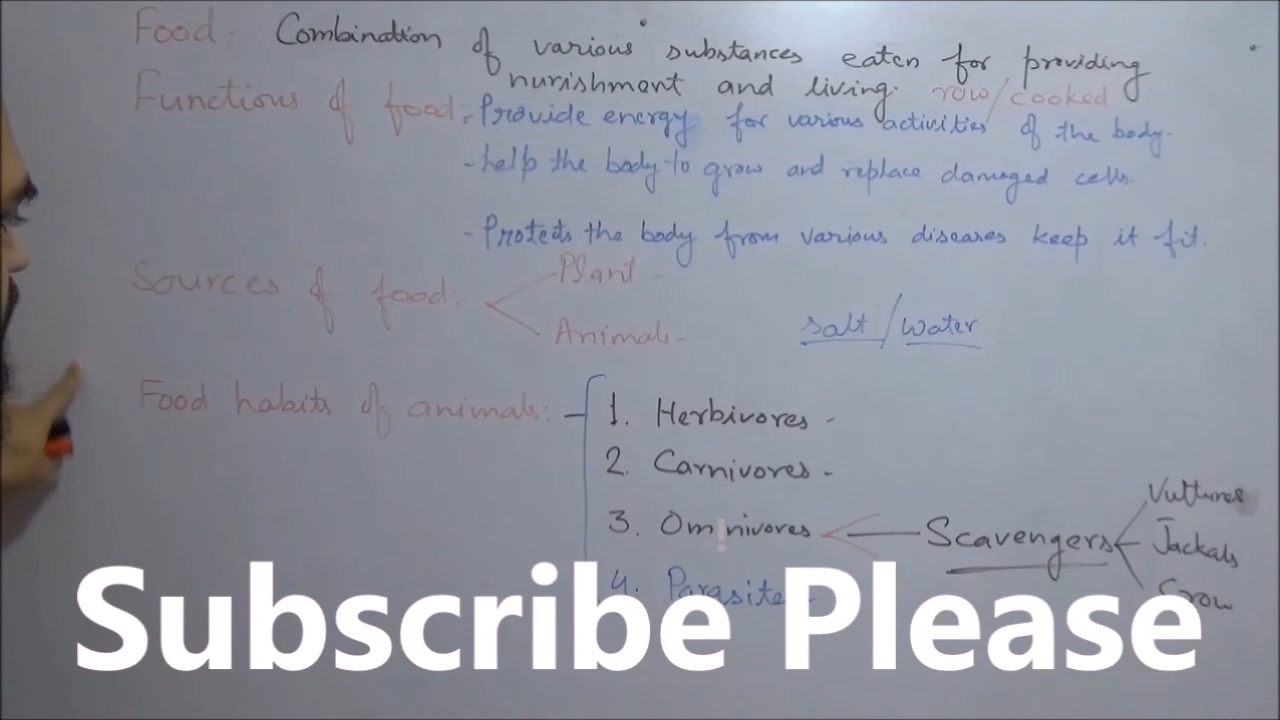 Food: Combination of various substances eaten for providing
nurishment and living. row/cooked
Functions of food: - Provide energy for various activities of the body.
- help the body to grow and replace damaged cells.
- Protects the body from various diseases keep it fit.
Sources of food: Plant -
Animals -
salt / water
Food habits of animals: - 1. Herbivores -
2. Carnivores -
3. Omnivores Scavengers
Vultures
Jackals
Crow
4. Parasite
Subscribe Please